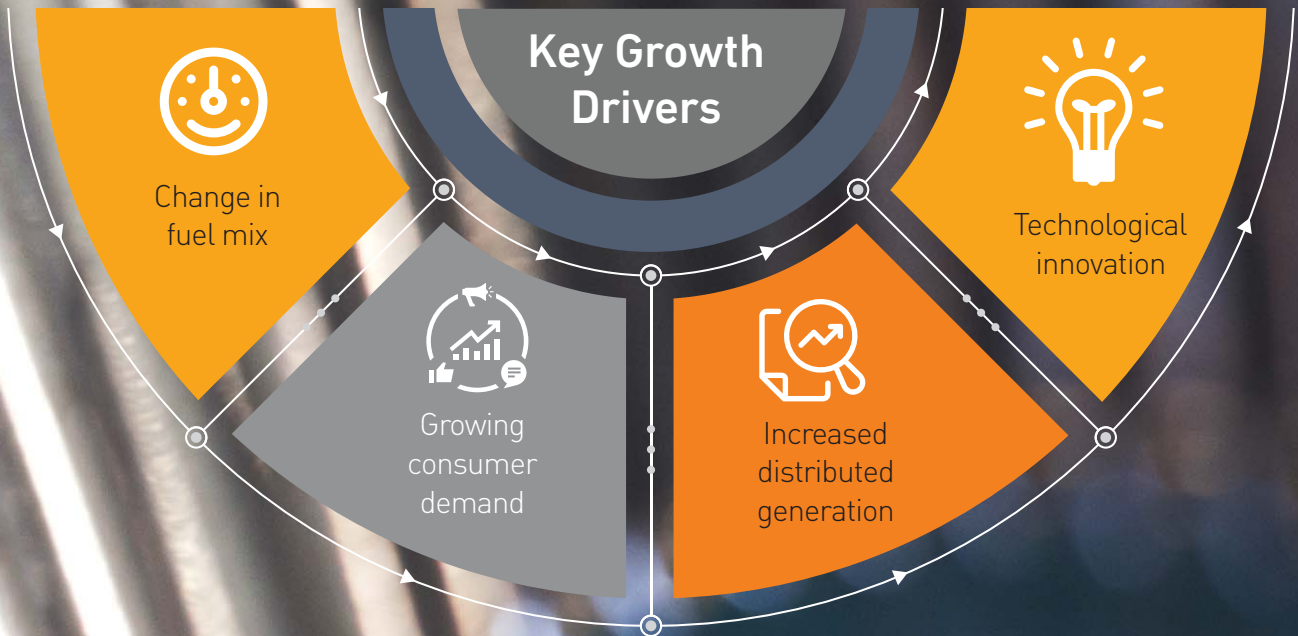 Key Growth
Drivers
Change in
fuel mix
Growing
consumer
demand
Increased
distributed
generation
Technological
innovation